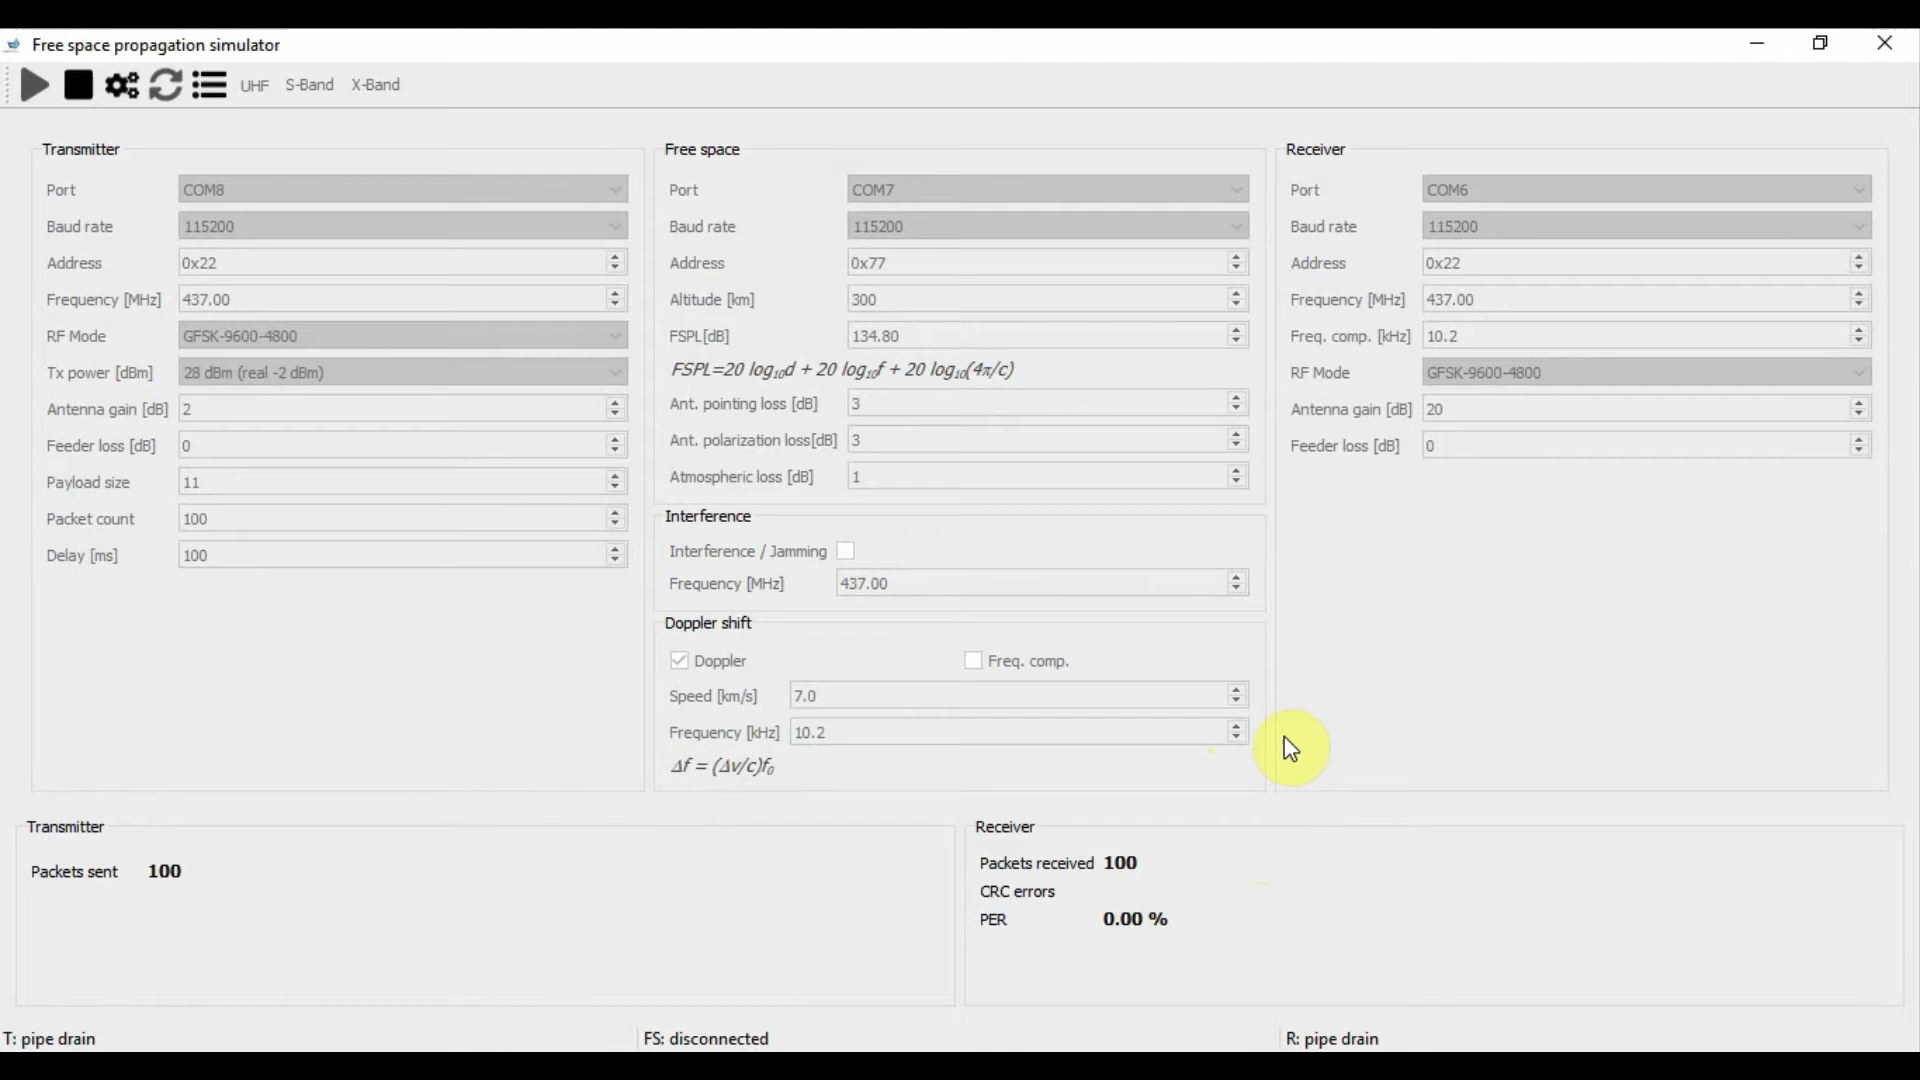 Free space propagation simulator
UHF S-Band X-Band
Transmitter
Port COM8
Baud rate 115200
Address 0x22
Frequency [MHz] 437.00
RF Mode GFSK-9600-4800
Tx power [dBm] 28 dBm (real -2 dBm)
Antenna gain [dB] 2
Feeder loss [dB] 0
Payload size 11
Packet count 100
Delay [ms] 100
Free space
Port COM7
Baud rate 115200
Address 0x77
Altitude [km] 300
FSPL[dB] 134.80
FSPL=20 log₁₀d + 20 log₁₀f + 20 log₁₀(4π/c)
Ant. pointing loss [dB] 3
Ant. polarization loss[dB] 3
Atmospheric loss [dB] 1
Interference
Interference / Jamming
Frequency [MHz] 437.00
Doppler shift
Doppler Freq. comp.
Speed [km/s] 7.0
Frequency [kHz] 10.2
Δf = (Δv/c)f₀
Receiver
Port COM6
Baud rate 115200
Address 0x22
Frequency [MHz] 437.00
Freq. comp. [kHz] 10.2
RF Mode GFSK-9600-4800
Antenna gain [dB] 20
Feeder loss [dB] 0
Transmitter
Packets sent 100
Receiver
Packets received 100
CRC errors
PER 0.00 %
T: pipe drain
FS: disconnected
R: pipe drain